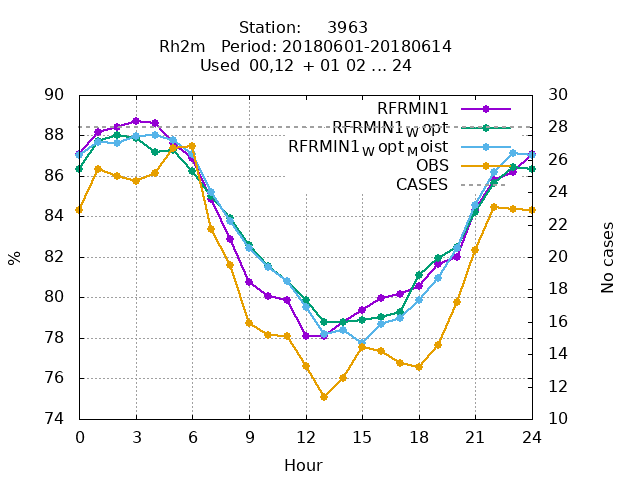 Station: 3963
Rh2m Period: 20180601-20180614
Used 00,12 + 01 02 ... 24
90
88
86
84
82
80
78
76
74
%
30
28
26
24
22
20
18
16
14
12
10
No cases
RFRMIN1
RFRMIN1_W opt
RFRMIN1_W opt_M oist
OBS
CASES
0 3 6 9 12 15 18 21 24
Hour